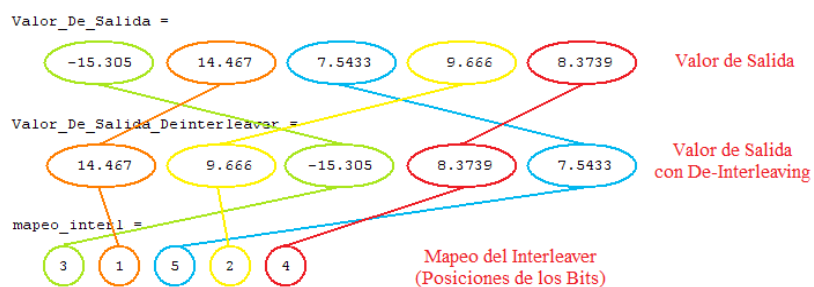 Valor_De_Salida =
-15.305 14.467 7.5433 9.666 8.3739 Valor de Salida
Valor_De_Salida_Deinterleaver =
14.467 9.666 -15.305 8.3739 7.5433
Valor de Salida
con De-Interleaving
mapeo_interl =
3 1 5 2 4
Mapeo del Interleaver
(Posiciones de los Bits)